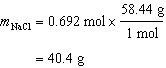 m_NaCl = 0.692 mol × 58.44 g / 1 mol
= 40.4 g